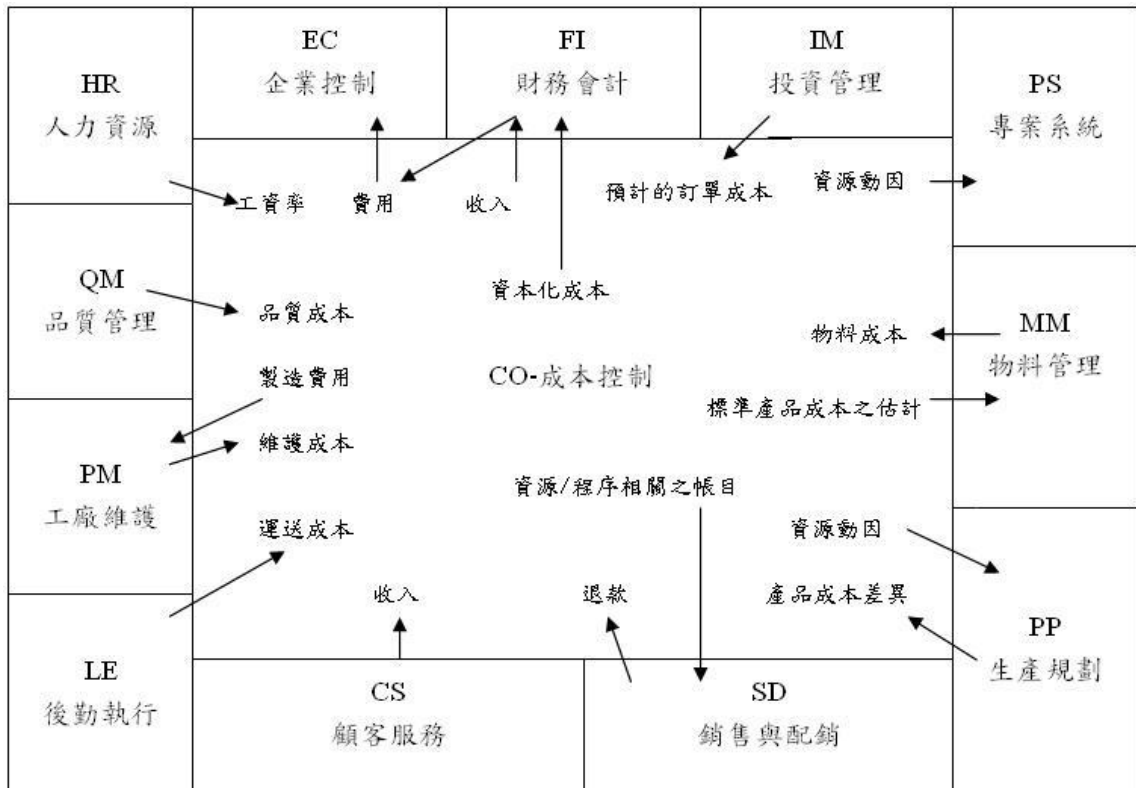 EC
企業控制
FI
財務會計
IM
投資管理
HR
人力資源
PS
專案系統
工資率
費用
收入
預計的訂單成本
資源動因
QM
品質管理
資本化成本
品質成本
物料成本
MM
物料管理
製造費用
CO-成本控制
標準產品成本之估計
維護成本
PM
工廠維護
資源/程序相關之帳目
運送成本
資源動因
收入
退款
產品成本差異
PP
生產規劃
LE
後勤執行
CS
顧客服務
SD
銷售與配銷